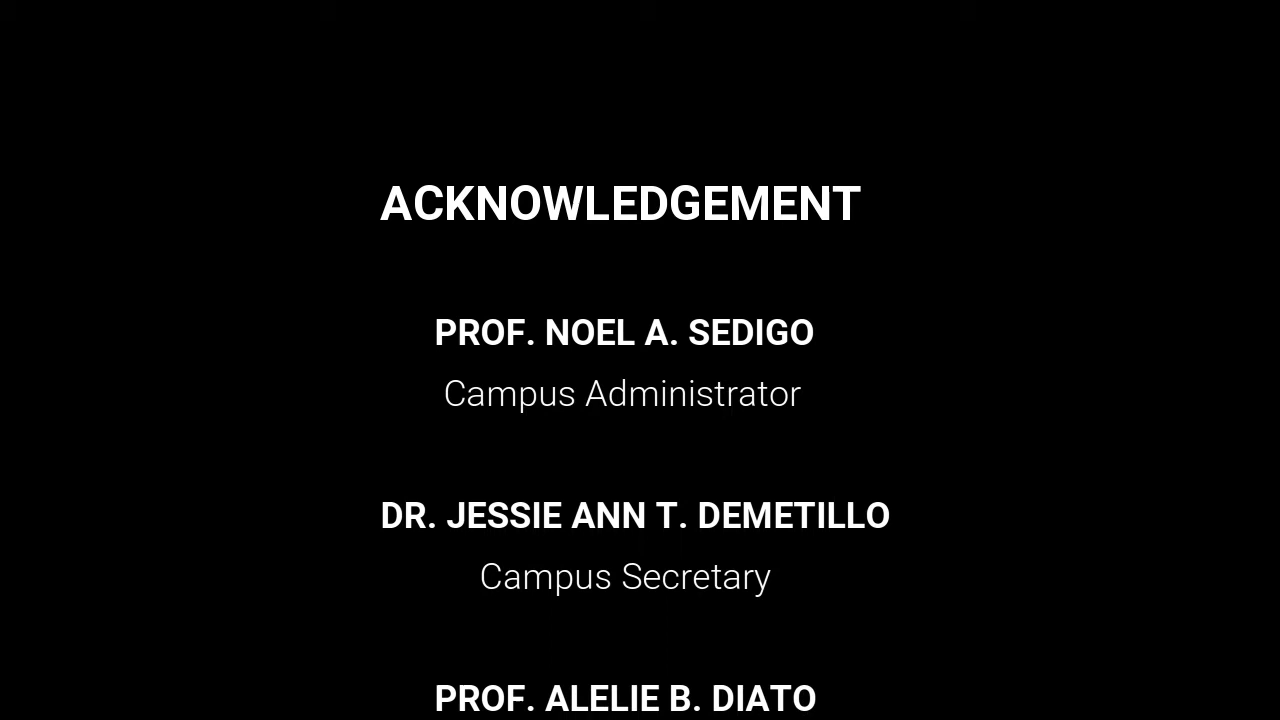 ACKNOWLEDGEMENT
PROF. NOEL A. SEDIGO
Campus Administrator
DR. JESSIE ANN T. DEMETILLO
Campus Secretary
PROF. ALELIE B. DIATO